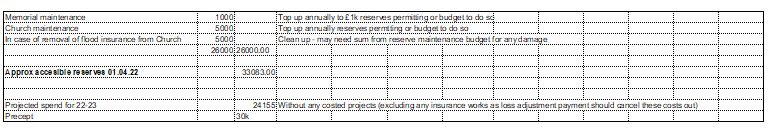 Memorial maintenance 1000 Top up annually to £1k reserves permitting or budget to do so
Church maintenance 5000 Top up annually reserves permitting or budget to do so
In case of removal of flood insurance from Church 5000 Clean up - may need sum from reserve maintenance budget for any damage
26000 26000.00
Approx accesible reserves 01.04.22 33083.00
Projected spend for 22-23 24155 Without any costed projects (excluding any insurance works as loss adjustment payment should cancel these costs out)
Precept 30k